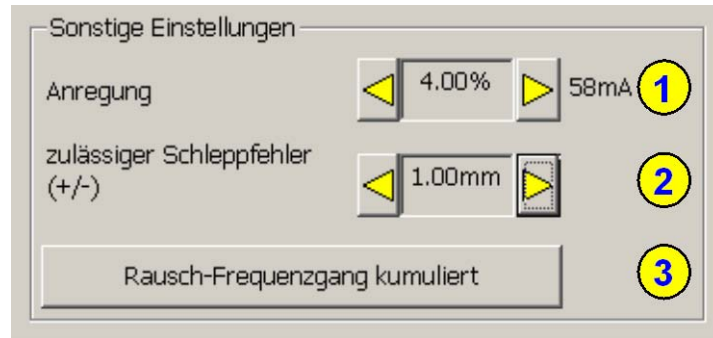 Sonstige Einstellungen
Anregung 4.00% 58mA 1
zulässiger Schleppfehler
(+/-) 1.00mm 2
Rausch-Frequenzgang kumuliert 3